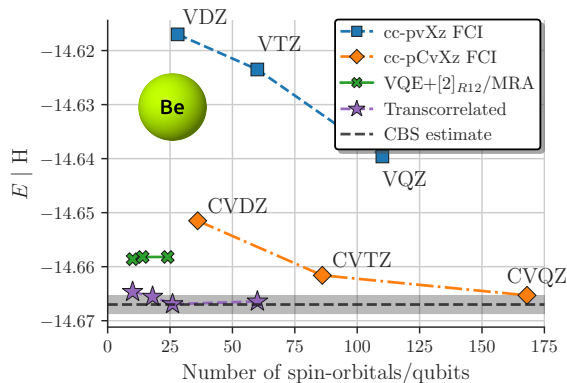 VDZ
VTZ
VQZ
cc-pvXz FCI
cc-pCvXz FCI
VQE+[2]_{R12}/MRA
Transcorrelated
CBS estimate
Be
CVDZ
CVTZ
CVQZ
E | H
−14.62
−14.63
−14.64
−14.65
−14.66
−14.67
0 25 50 75 100 125 150 175
Number of spin-orbitals/qubits